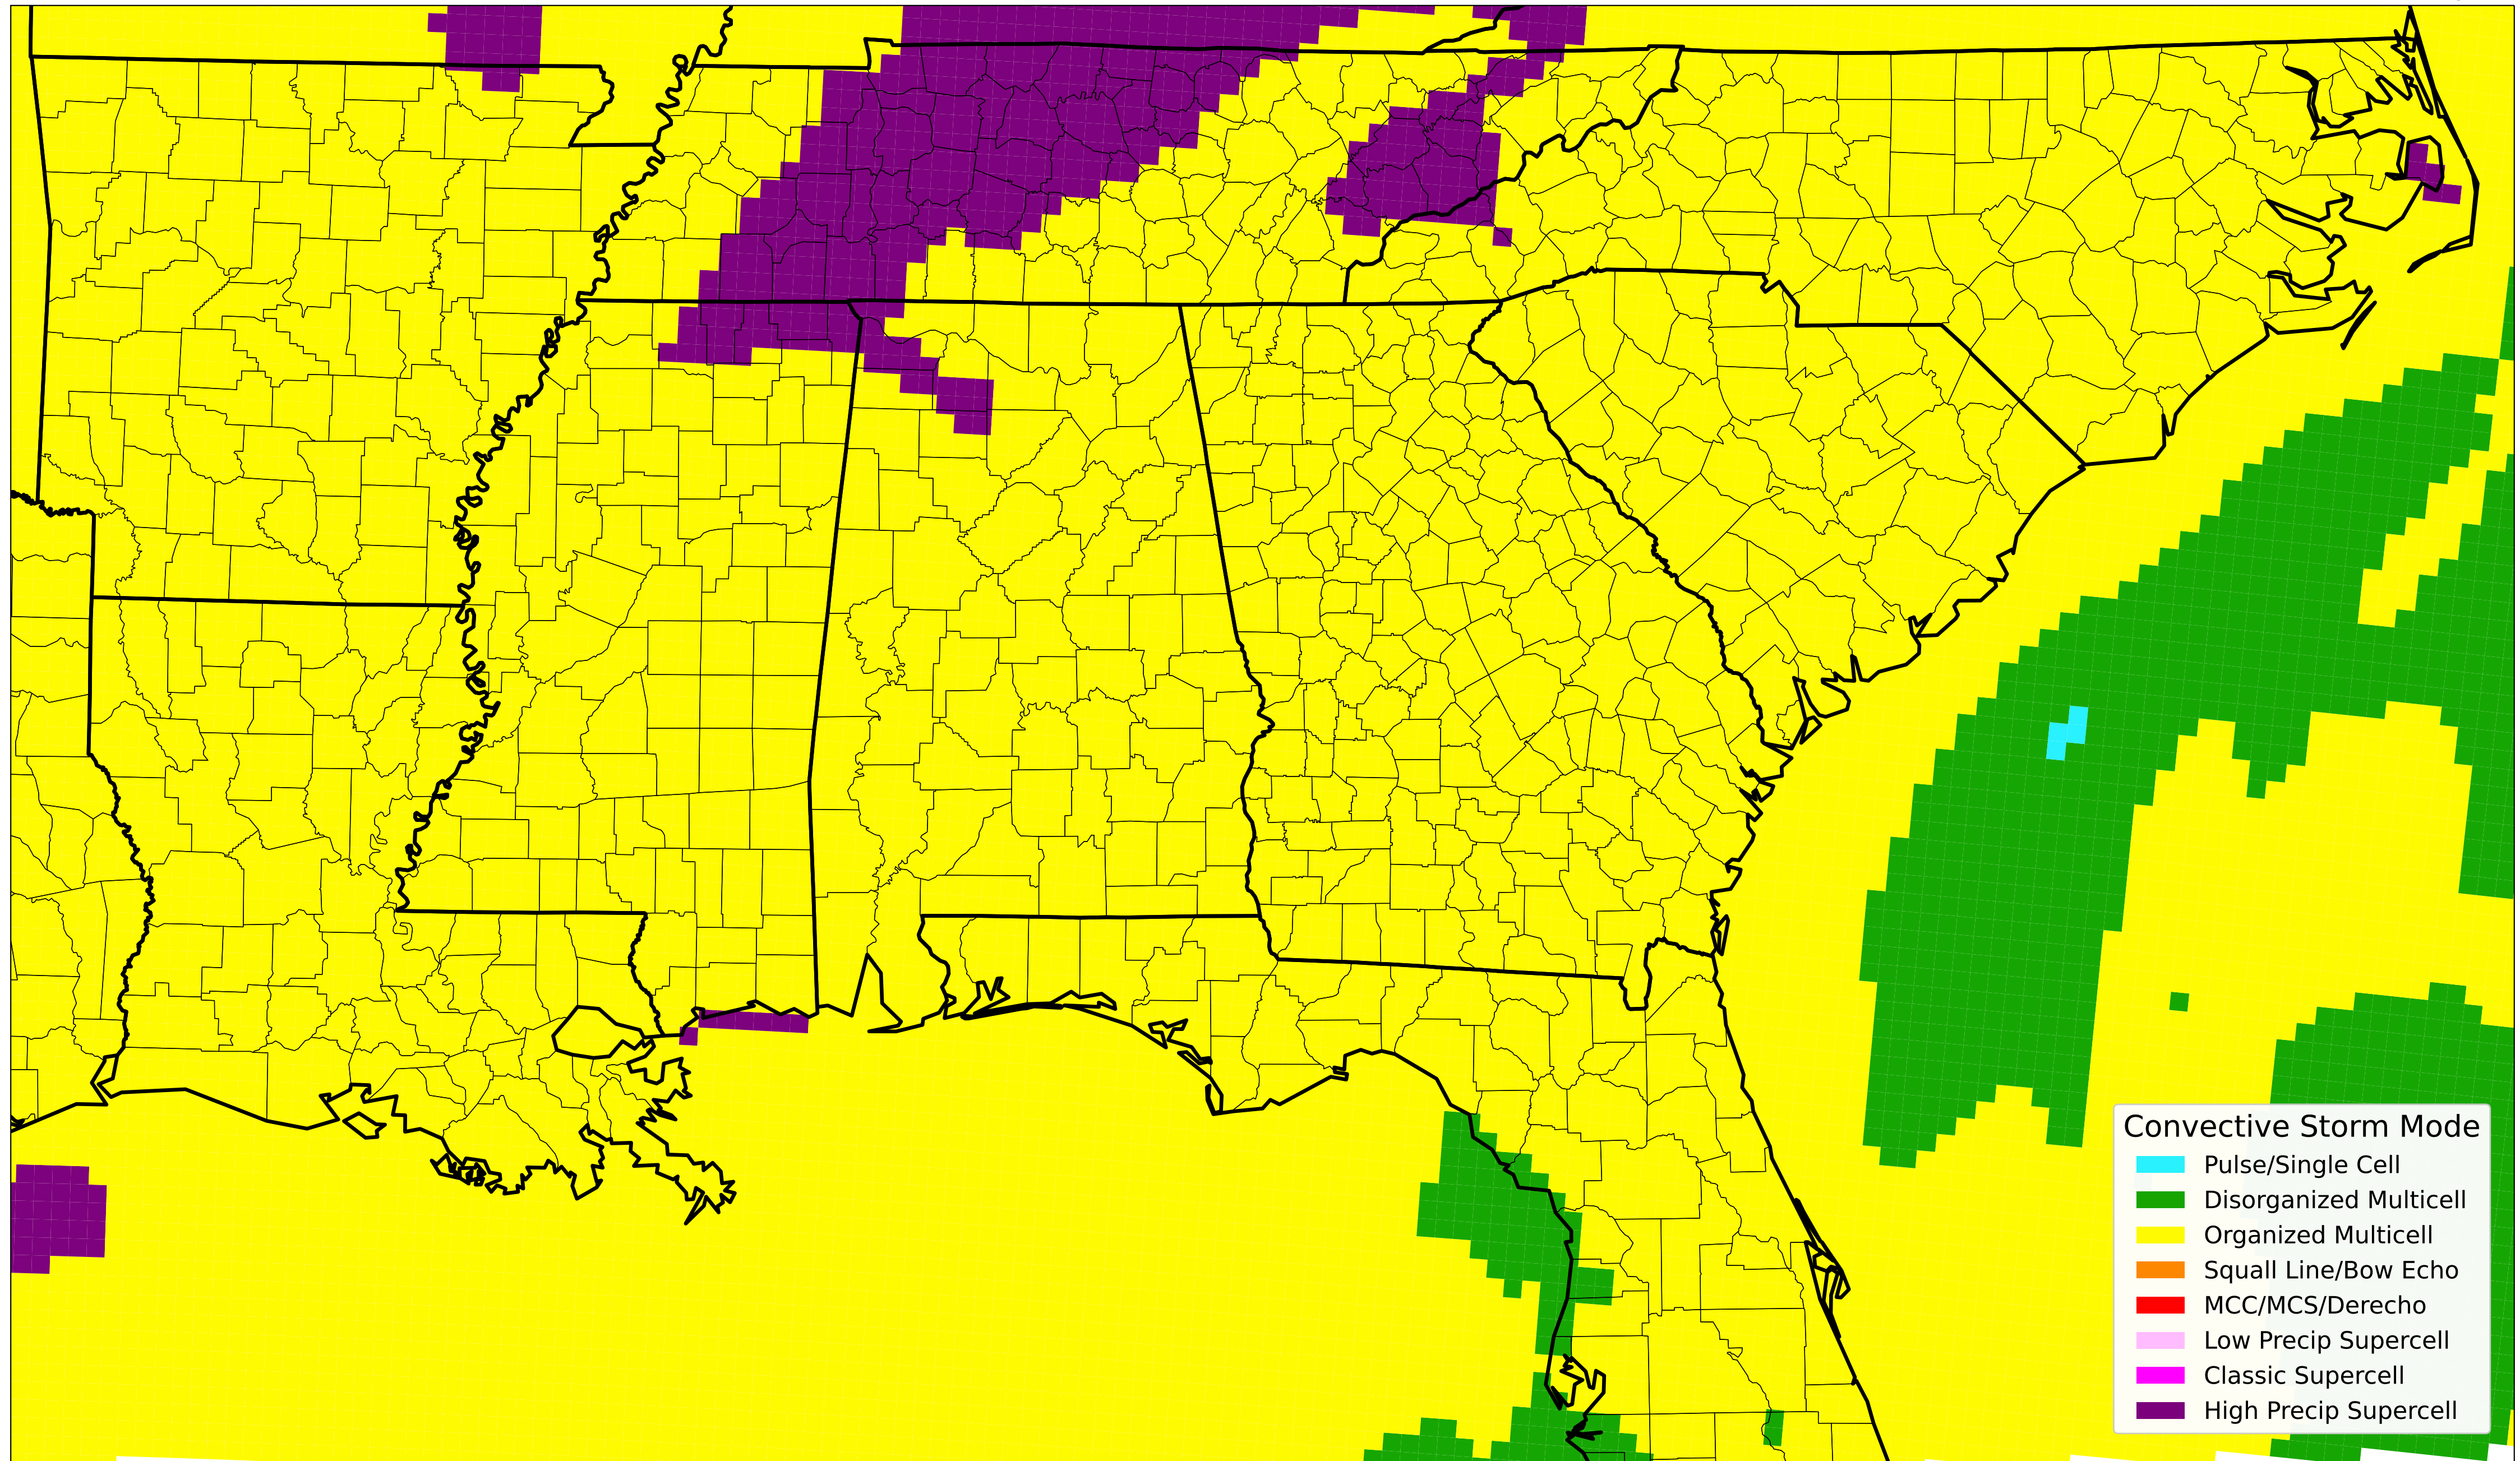 Convective Storm Mode
Pulse/Single Cell
Disorganized Multicell
Organized Multicell
Squall Line/Bow Echo
MCC/MCS/Derecho
Low Precip Supercell
Classic Supercell
High Precip Supercell